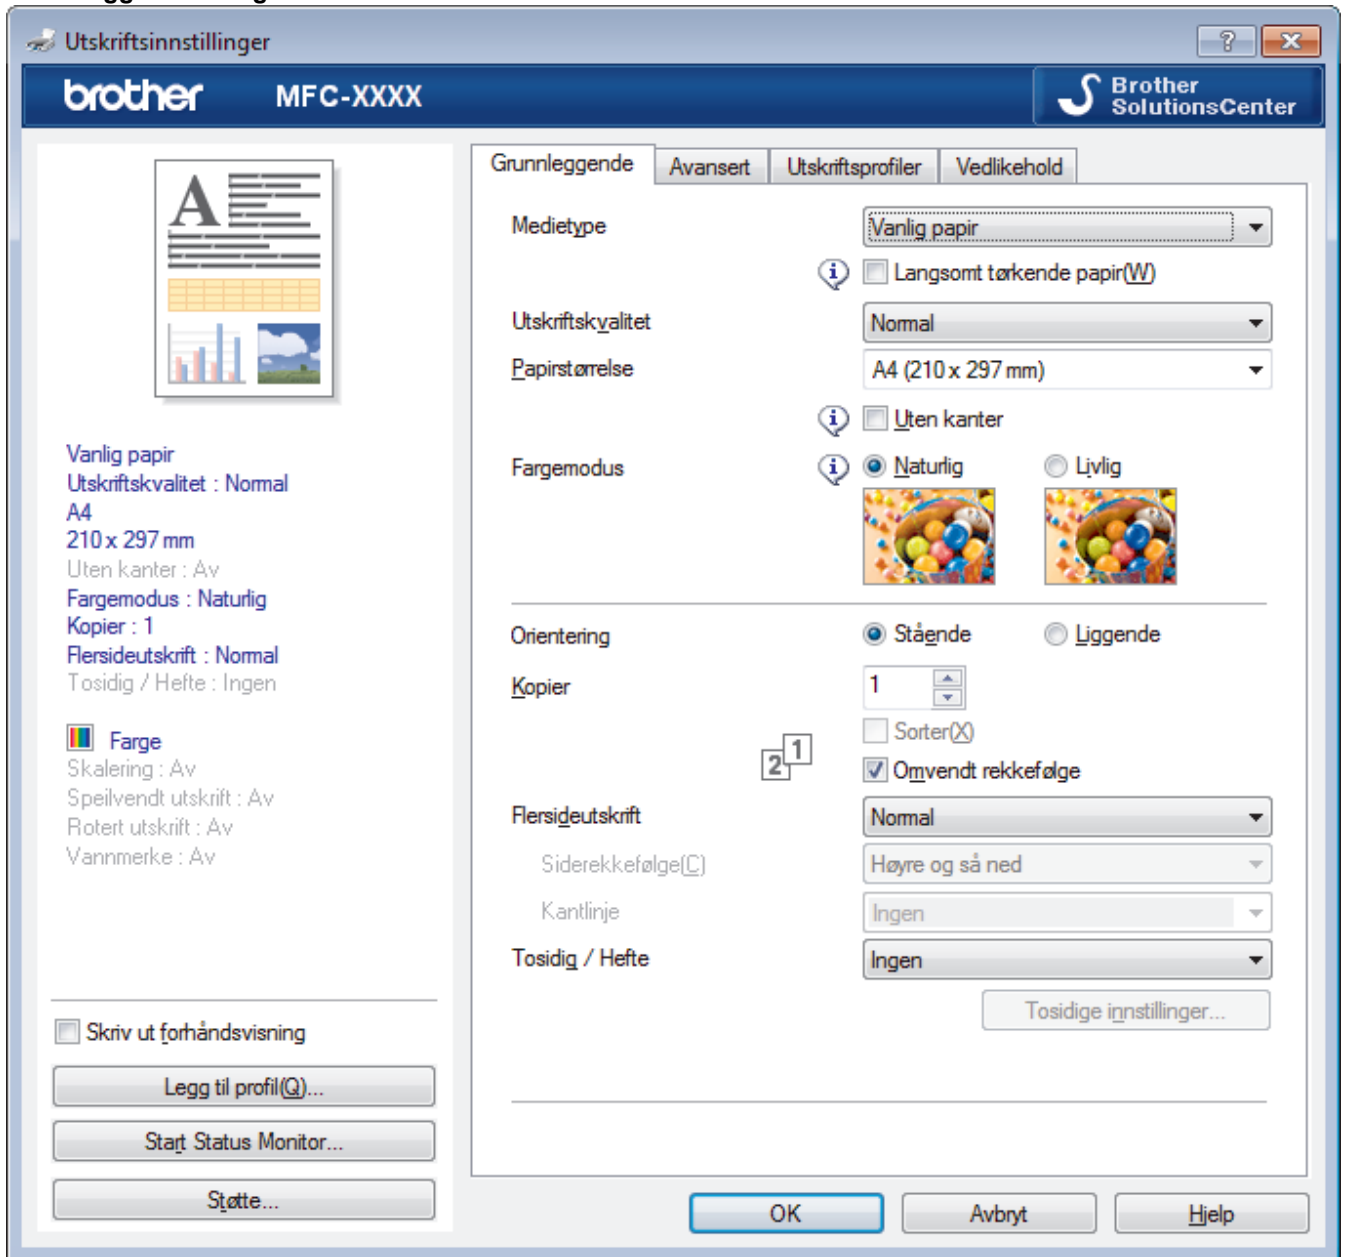 Utskriftsinnstillinger
brother MFC-XXXX
Brother
SolutionsCenter
A
Vanlig papir
Utskriftskvalitet : Normal
A4
210 x 297 mm
Uten kanter : Av
Fargemodus : Naturlig
Kopier : 1
Flersideutskrift : Normal
Tosidig / Hefte : Ingen
Farge
Skalering : Av
Speilvendt utskrift : Av
Rotert utskrift : Av
Vannmerke : Av
Skriv ut forhåndsvisning
Legg til profil(Q)...
Start Status Monitor...
Støtte...
Grunnleggende Avansert Utskriftsprofiler Vedlikehold
Medietype Vanlig papir
Langsomt tørkende papir(W)
Utskriftskvalitet Normal
Papirstørrelse A4 (210 x 297 mm)
Uten kanter
Fargemodus Naturlig Livlig
Orientering Stående Liggende
Kopier 1
Sorter(X)
2 1
Omvendt rekkefølge
Flersideutskrift Normal
Siderekkefølge(C) Høyre og så ned
Kantlinje Ingen
Tosidig / Hefte Ingen
Tosidige innstillinger...
OK Avbryt Hjelp